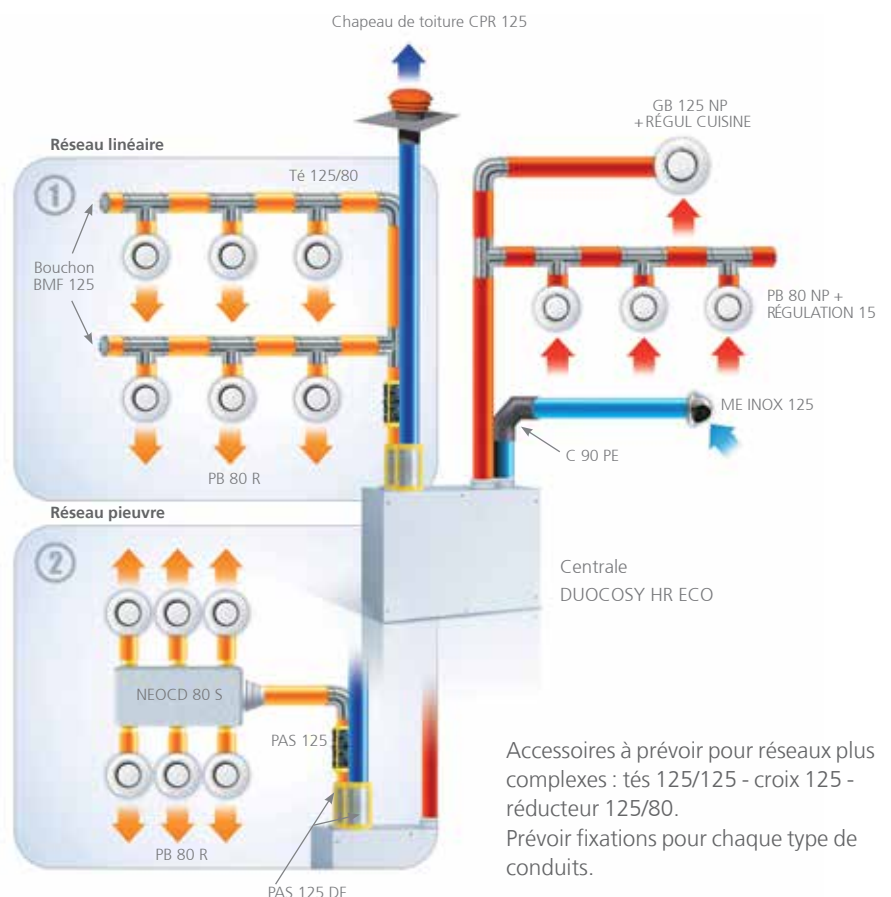 Chapeau de toiture CPR 125
GB 125 NP
+ RÉGUL CUISINE
Réseau linéaire
1
Té 125/80
Bouchon
BMF 125
PB 80 NP +
RÉGULATION 15
ME INOX 125
C 90 PE
PB 80 R
Réseau pieuvre
2
Centrale
DUOCOSY HR ECO
NEOCD 80 S
PAS 125
PB 80 R
PAS 125 DF
Accessoires à prévoir pour réseaux plus
complexes : tés 125/125 - croix 125 -
réducteur 125/80.
Prévoir fixations pour chaque type de
conduits.